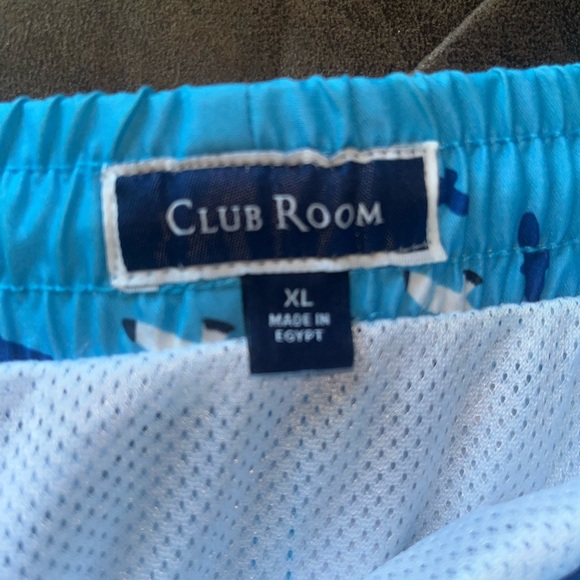 CLUB ROOM
XL
MADE IN
EGYPT